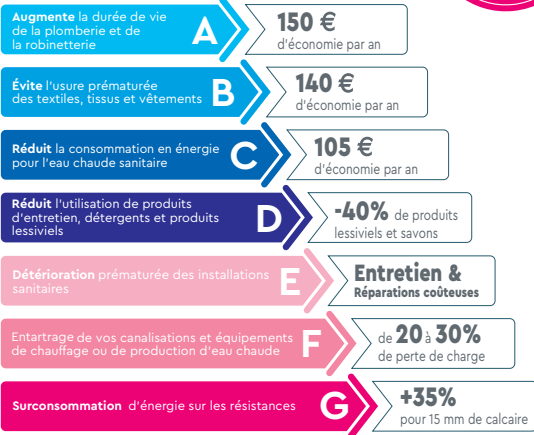 Augmente la durée de vie
de la plomberie et de
la robinetterie
A
150 €
d'économie par an
Évite l'usure prématurée
des textiles, tissus et vêtements
B
140 €
d'économie par an
Réduit la consommation en énergie
pour l'eau chaude sanitaire
C
105 €
d'économie par an
Réduit l'utilisation de produits
d'entretien, détergents et produits
lessiviels
D
-40% de produits
lessiviels et savons
Détérioration prématurée des installations
sanitaires
E
Entretien &
Réparations coûteuses
Entartrage de vos canalisations et équipements
de chauffage ou de production d'eau chaude
F
de 20 à 30%
de perte de charge
Surconsommation d'énergie sur les résistances
G
+35%
pour 15 mm de calcaire